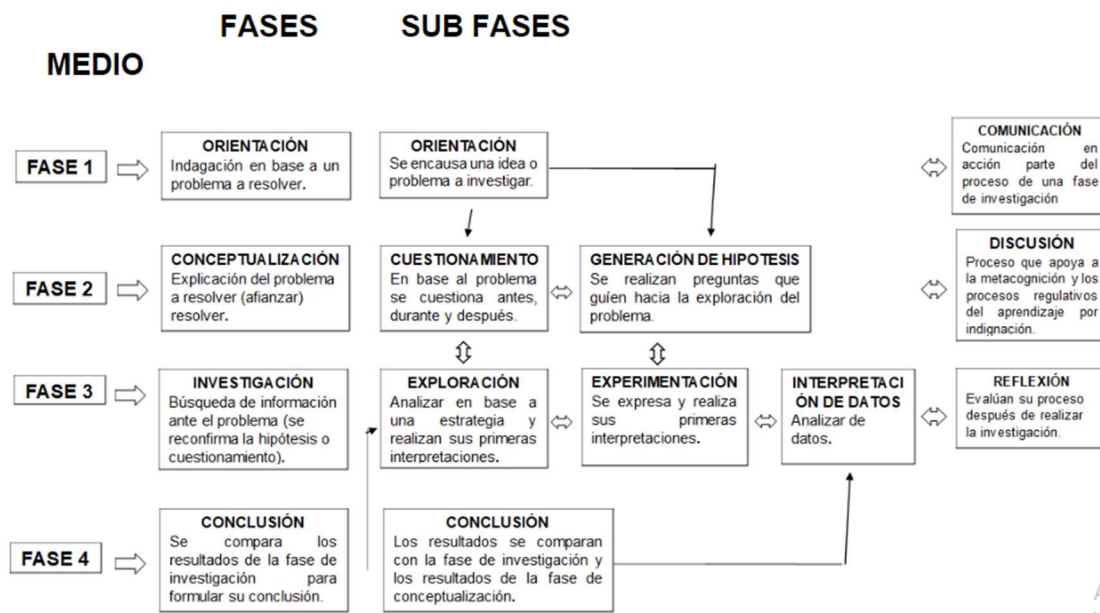 FASES
SUB FASES
MEDIO
FASE 1
ORIENTACIÓN
Indagación en base a un
problema a resolver.
ORIENTACIÓN
Se encausa una idea o
problema a investigar.
COMUNICACIÓN
Comunicación en
acción parte del
proceso de una fase
de investigación
FASE 2
CONCEPTUALIZACIÓN
Explicación del problema
a resolver (afianzar)
resolver.
CUESTIONAMIENTO
En base al problema
se cuestiona antes,
durante y después.
GENERACIÓN DE HIPOTESIS
Se realizan preguntas que
guíen hacia la exploración del
problema.
DISCUSIÓN
Proceso que apoya a
la metacognición y los
procesos regulativos
del aprendizaje por
indignación.
FASE 3
INVESTIGACIÓN
Búsqueda de información
ante el problema (se
reconfirma la hipótesis o
cuestionamiento).
EXPLORACIÓN
Analizar en base a
una estrategia y
realizan sus primeras
interpretaciones.
EXPERIMENTACIÓN
Se expresa y realiza
sus primeras
interpretaciones.
INTERPRETACI
ÓN DE DATOS
Analizar de
datos.
REFLEXIÓN
Evalúan su proceso
después de realizar
la investigación.
FASE 4
CONCLUSIÓN
Se compara los
resultados de la fase de
investigación para
formular su conclusión.
CONCLUSIÓN
Los resultados se comparan
con la fase de investigación y
los resultados de la fase de
conceptualización.